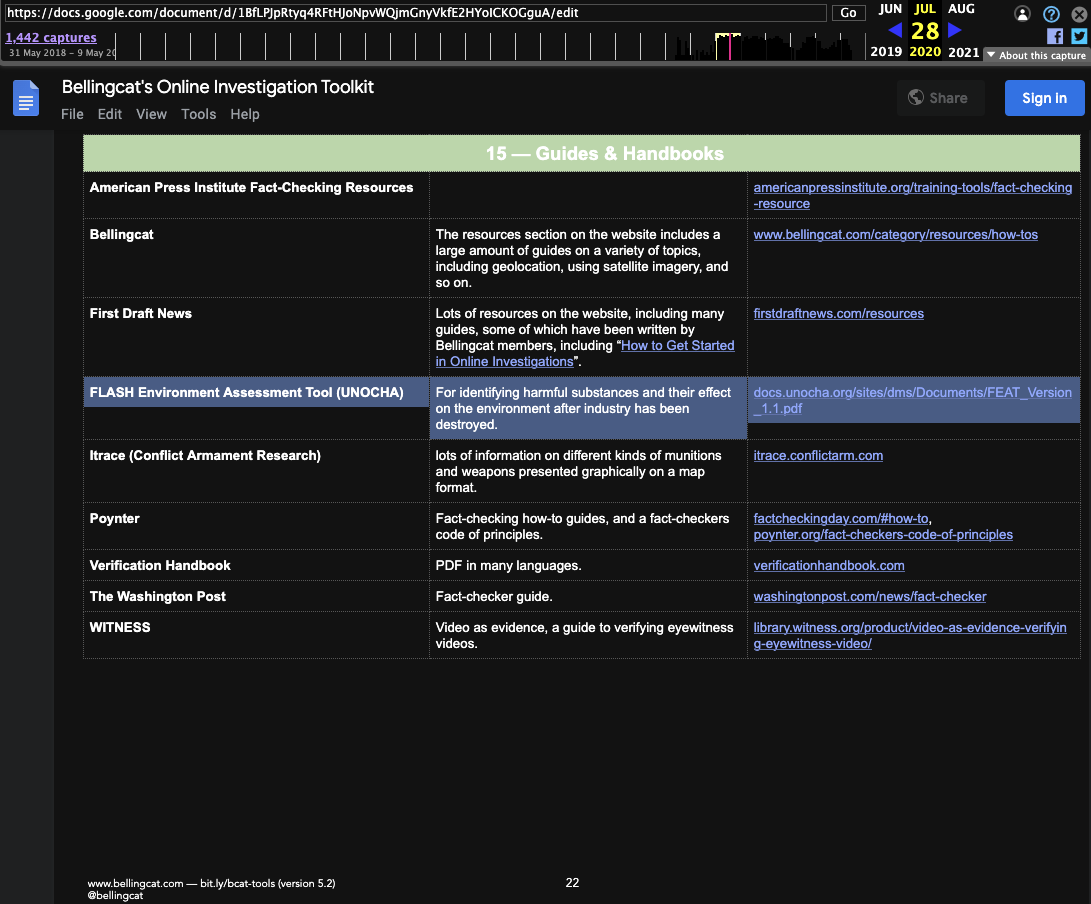 https://docs.google.com/document/d/1BfLPJpRtyq4RFtHJoNpvWQjmGnyVkfE2HYoICKOGguA/edit
Go
JUN JUL AUG
28
2019 2020 2021
1,442 captures
31 May 2018 – 9 May 20
About this capture
Bellingcat's Online Investigation Toolkit
File Edit View Tools Help
Share
Sign in
15 — Guides & Handbooks
American Press Institute Fact-Checking Resources
americanpressinstitute.org/training-tools/fact-checking
-resource
Bellingcat
The resources section on the website includes a
large amount of guides on a variety of topics,
including geolocation, using satellite imagery, and
so on.
www.bellingcat.com/category/resources/how-tos
First Draft News
Lots of resources on the website, including many
guides, some of which have been written by
Bellingcat members, including “How to Get Started
in Online Investigations”.
firstdraftnews.com/resources
FLASH Environment Assessment Tool (UNOCHA)
For identifying harmful substances and their effect
on the environment after industry has been
destroyed.
docs.unocha.org/sites/dms/Documents/FEAT_Version
_1.1.pdf
Itrace (Conflict Armament Research)
lots of information on different kinds of munitions
and weapons presented graphically on a map
format.
itrace.conflictarm.com
Poynter
Fact-checking how-to guides, and a fact-checkers
code of principles.
factcheckingday.com/#how-to,
poynter.org/fact-checkers-code-of-principles
Verification Handbook
PDF in many languages.
verificationhandbook.com
The Washington Post
Fact-checker guide.
washingtonpost.com/news/fact-checker
WITNESS
Video as evidence, a guide to verifying eyewitness
videos.
library.witness.org/product/video-as-evidence-verifyin
g-eyewitness-video/
www.bellingcat.com — bit.ly/bcat-tools (version 5.2)
@bellingcat
22